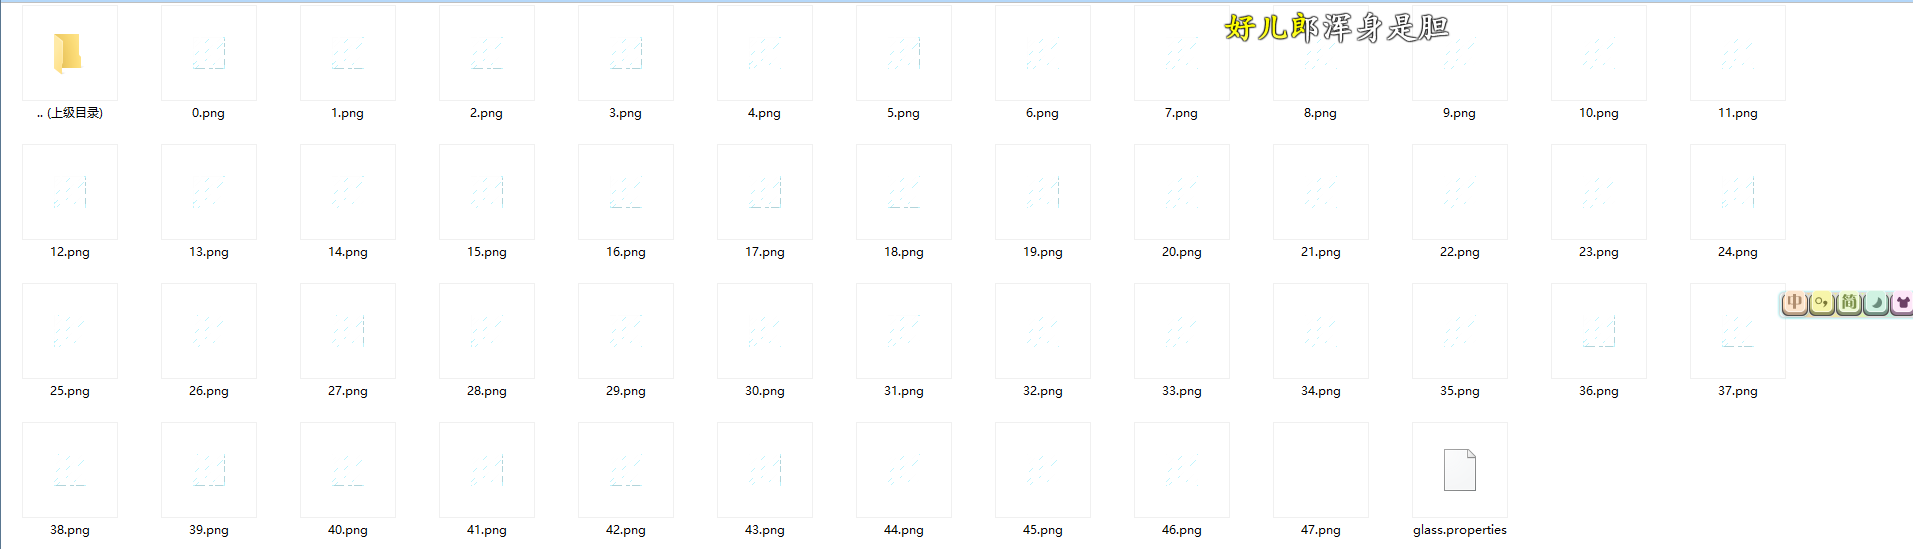 好儿郎浑身是胆
.. (上级目录) 0.png 1.png 2.png 3.png 4.png 5.png 6.png 7.png 8.png 9.png 10.png 11.png
12.png 13.png 14.png 15.png 16.png 17.png 18.png 19.png 20.png 21.png 22.png 23.png 24.png
中 简
25.png 26.png 27.png 28.png 29.png 30.png 31.png 32.png 33.png 34.png 35.png 36.png 37.png
38.png 39.png 40.png 41.png 42.png 43.png 44.png 45.png 46.png 47.png glass.properties